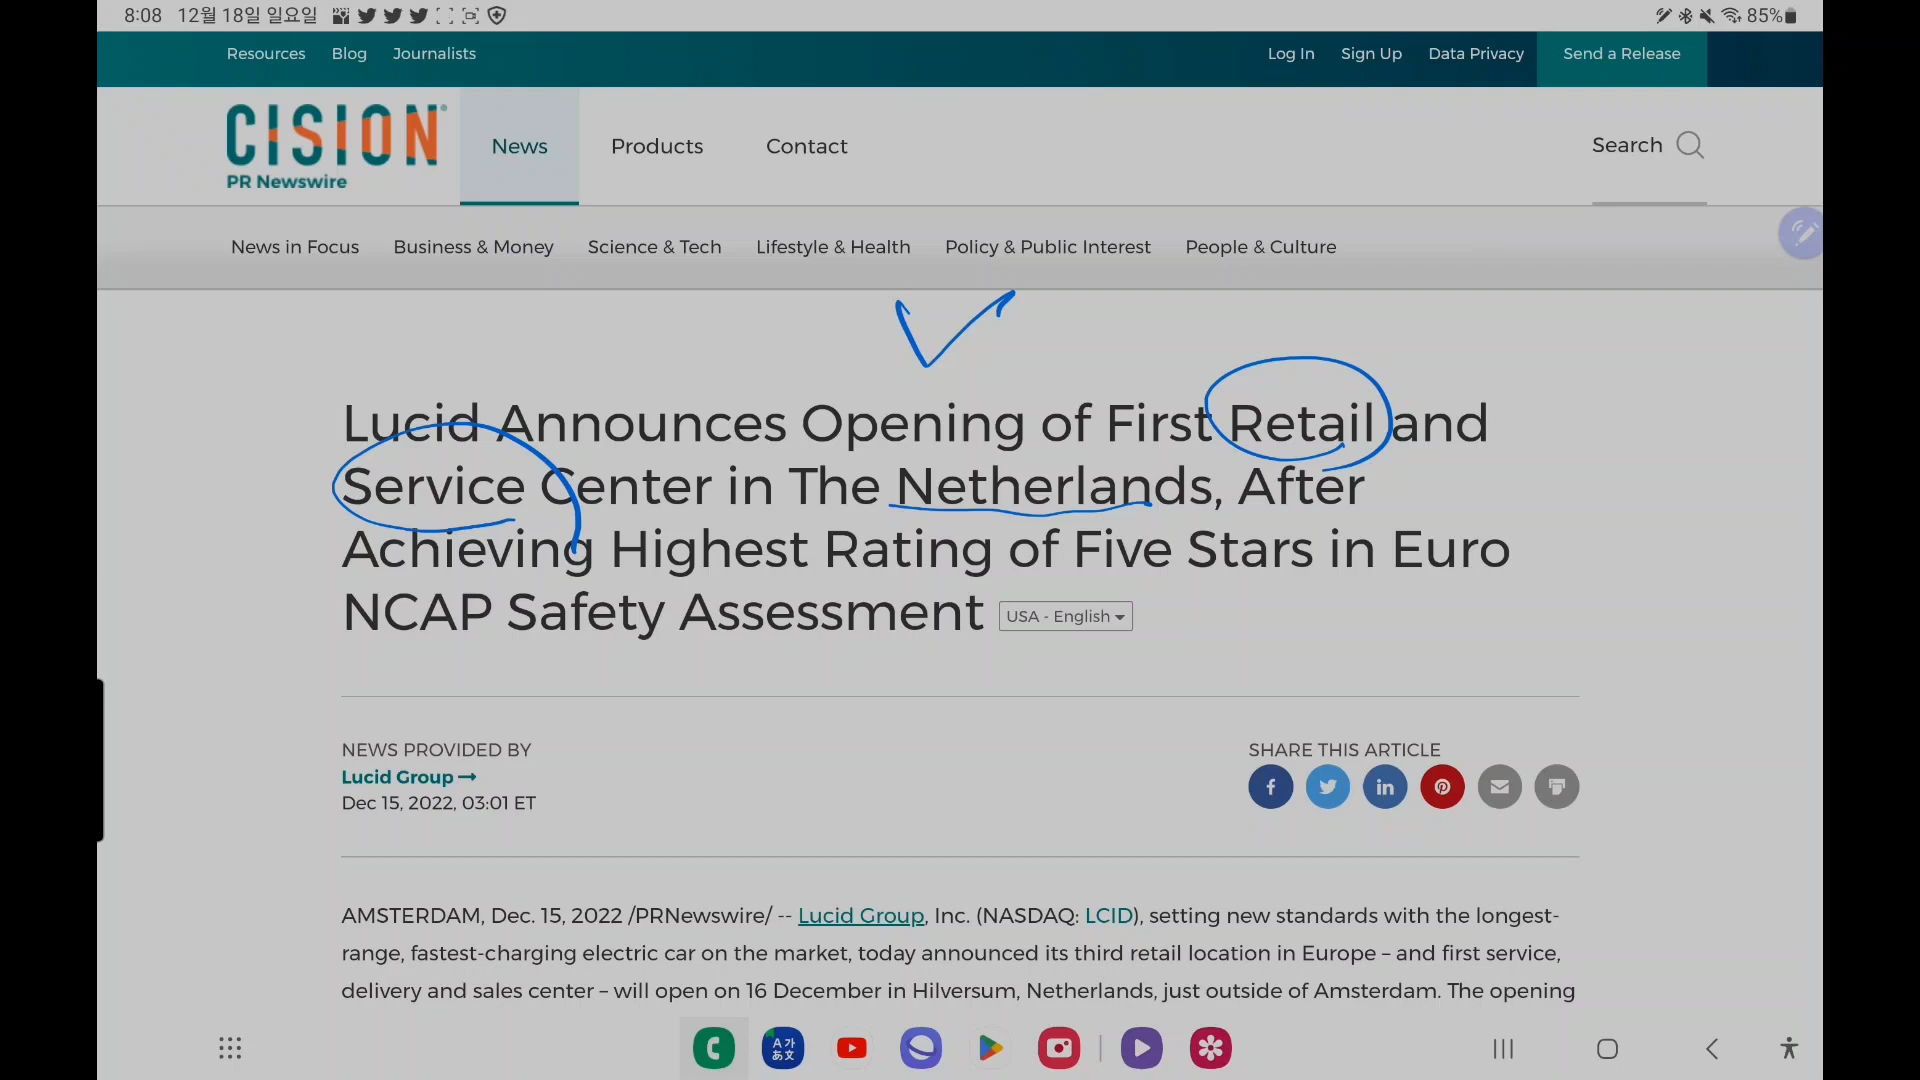 8:08 12월 18일 일요일 85%
Resources Blog Journalists Log In Sign Up Data Privacy Send a Release
CISION®
PR Newswire
News Products Contact Search
News in Focus Business & Money Science & Tech Lifestyle & Health Policy & Public Interest People & Culture
Lucid Announces Opening of First Retail and
Service Center in The Netherlands, After
Achieving Highest Rating of Five Stars in Euro
NCAP Safety Assessment USA - English
NEWS PROVIDED BY
Lucid Group
Dec 15, 2022, 03:01 ET
SHARE THIS ARTICLE
AMSTERDAM, Dec. 15, 2022 /PRNewswire/ -- Lucid Group, Inc. (NASDAQ: LCID), setting new standards with the longest-
range, fastest-charging electric car on the market, today announced its third retail location in Europe – and first service,
delivery and sales center – will open on 16 December in Hilversum, Netherlands, just outside of Amsterdam. The opening
A 가
あ 文